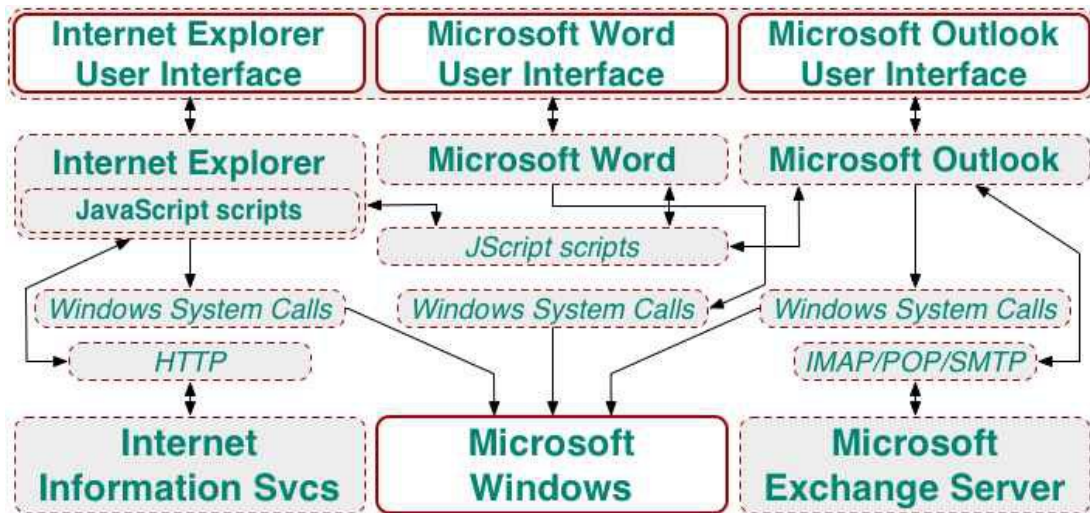 Internet Explorer
User Interface
Microsoft Word
User Interface
Microsoft Outlook
User Interface
Internet Explorer
JavaScript scripts
Microsoft Word
Microsoft Outlook
JScript scripts
Windows System Calls
Windows System Calls
Windows System Calls
HTTP
IMAP/POP/SMTP
Internet
Information Svcs
Microsoft
Windows
Microsoft
Exchange Server